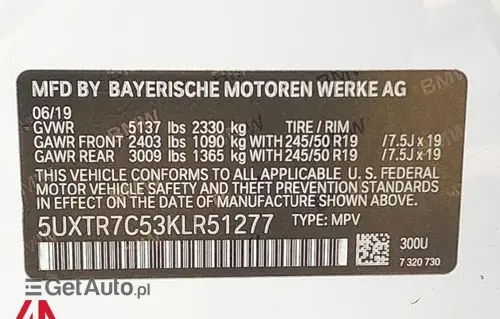 MFD BY BAYERISCHE MOTOREN WERKE AG
06/19
GVWR 5137 lbs 2330 kg TIRE / RIM
GAWR FRONT 2403 lbs 1090 kg WITH 245/50 R19 /7.5J x 19
GAWR REAR 3009 lbs 1365 kg WITH 245/50 R19 /7.5J x 19
THIS VEHICLE CONFORMS TO ALL APPLICABLE U. S. FEDERAL
MOTOR VEHICLE SAFETY AND THEFT PREVENTION STANDARDS
IN EFFECT ON THE DATE OF MANUFACTURE SHOWN ABOVE.
5UXTR7C53KLR51277 TYPE: MPV
300U
7 320 730
GetAuto.pl